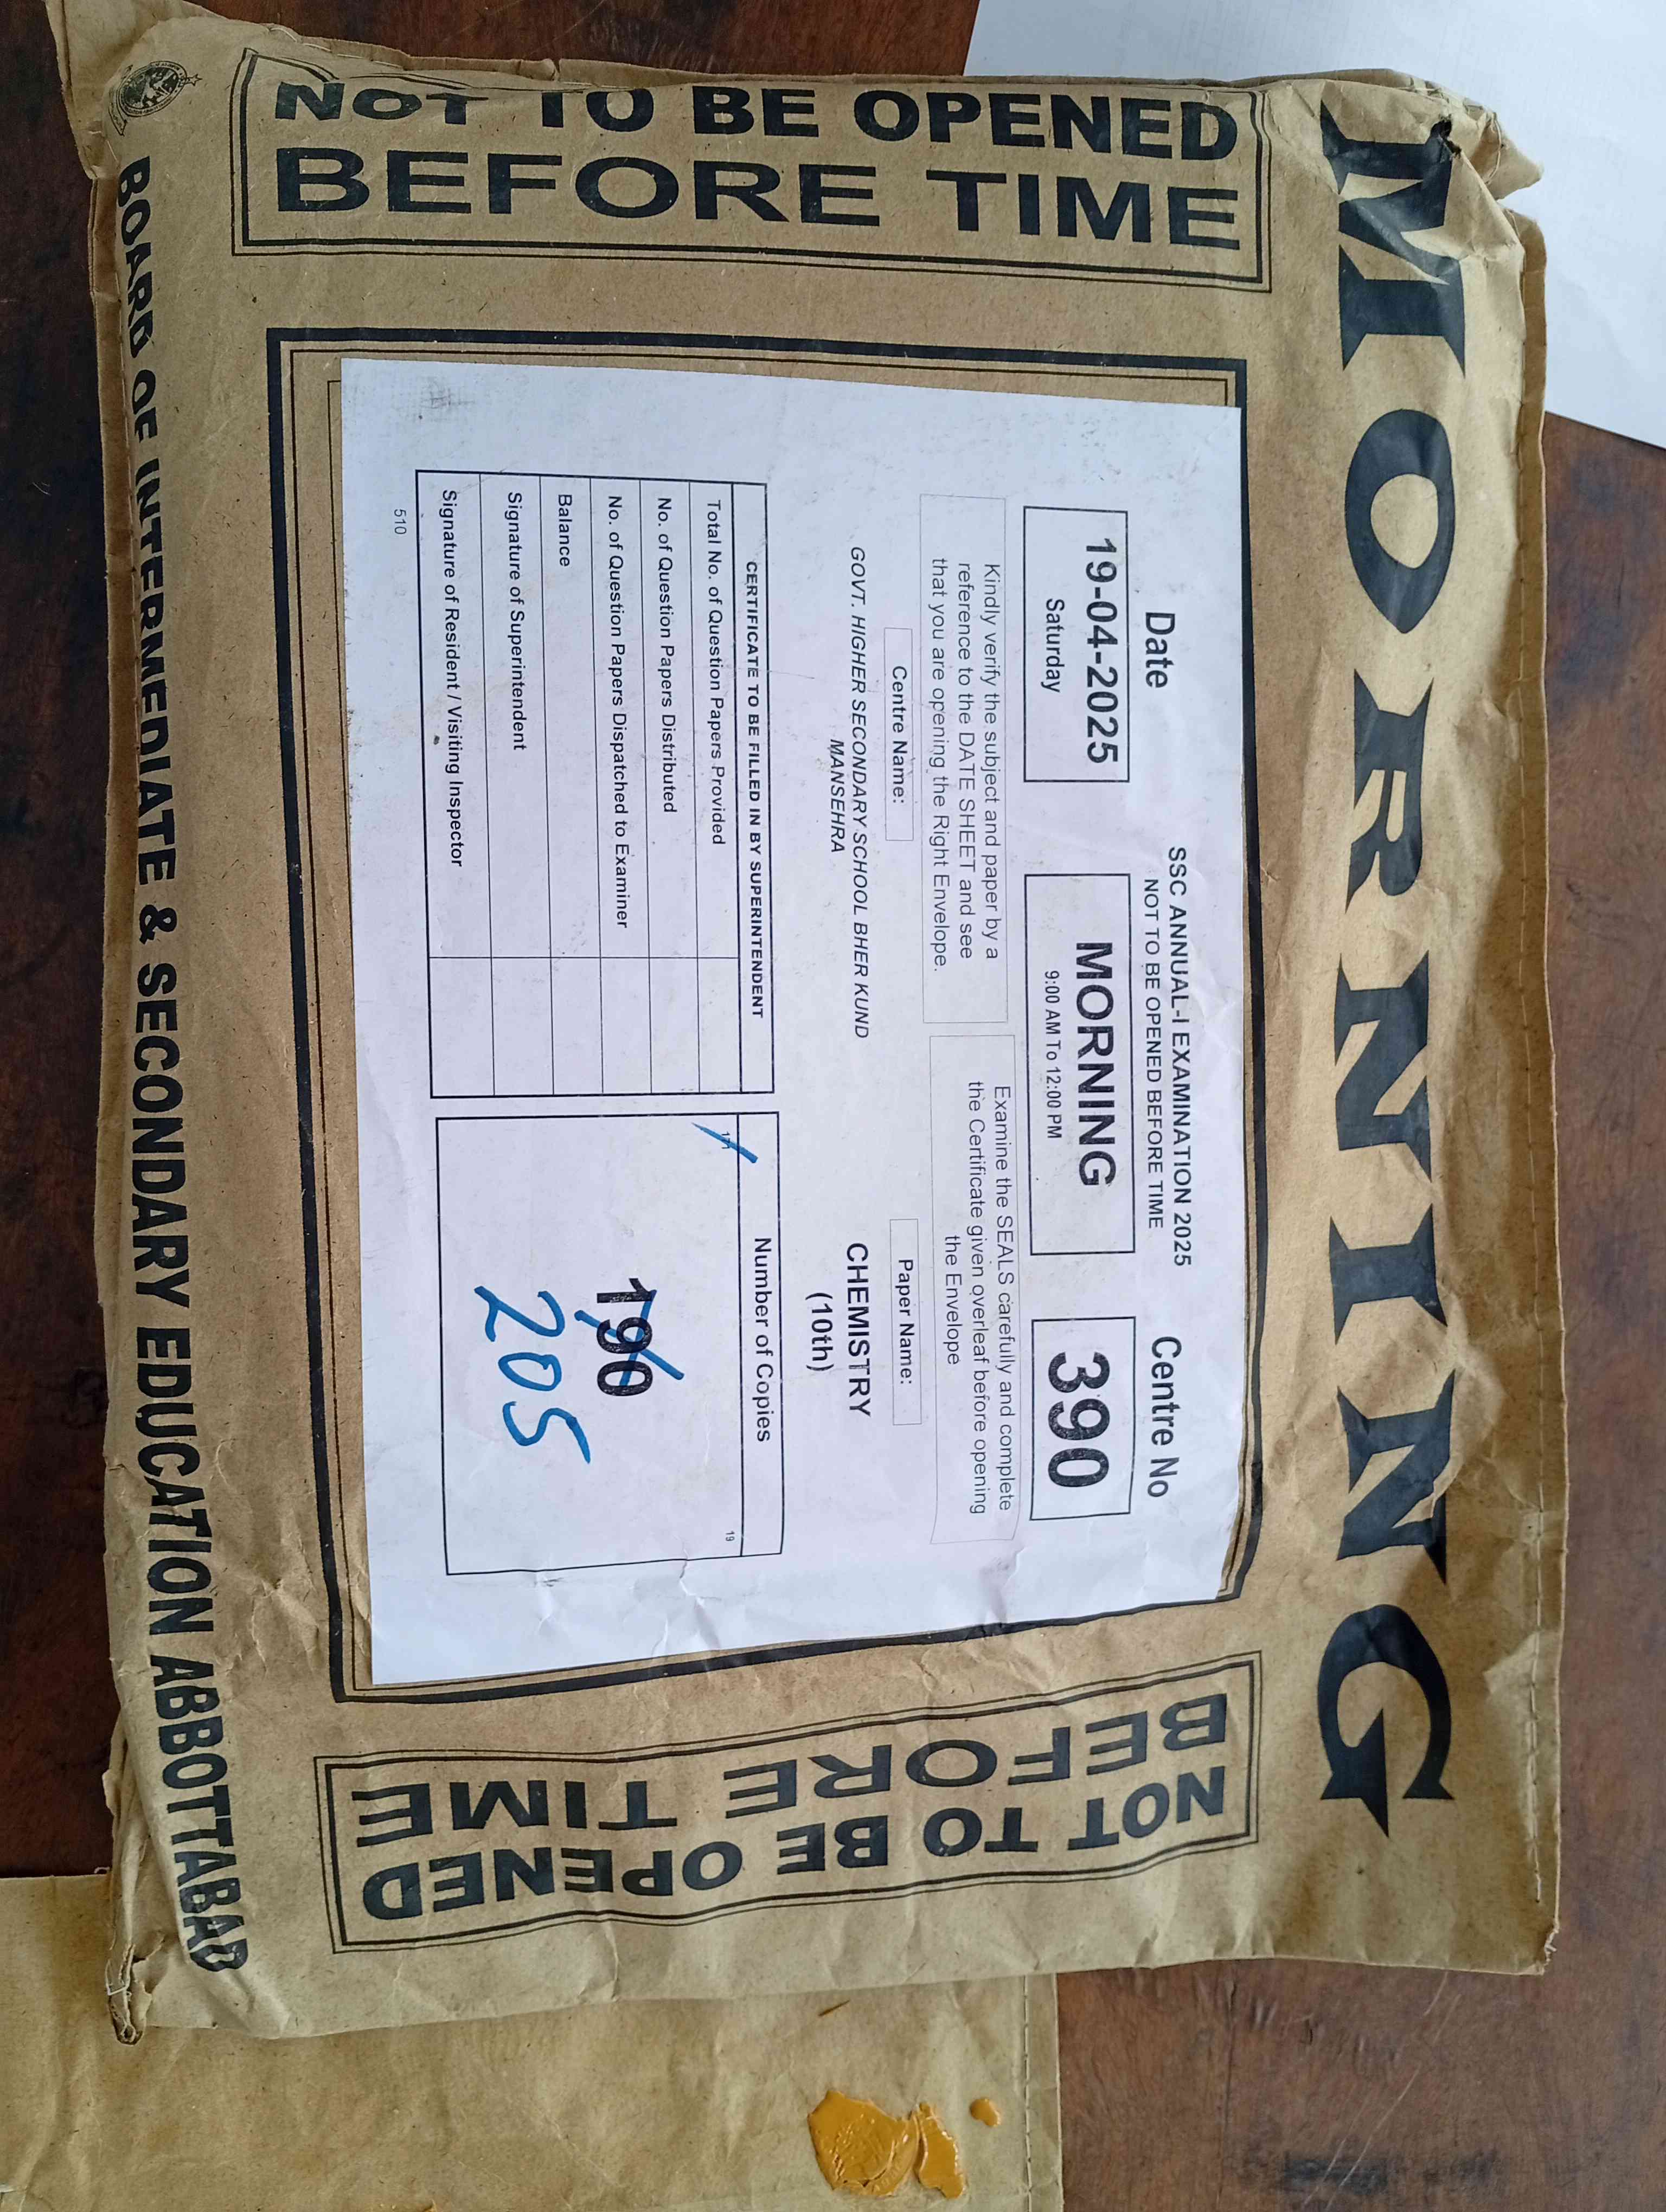 MORNING
NOT TO BE OPENED
BEFORE TIME
SSC ANNUAL-I EXAMINATION 2025
NOT TO BE OPENED BEFORE TIME
Date
Centre No
19-04-2025
Saturday
MORNING
9:00 AM To 12:00 PM
390
Kindly verify the subject and paper by a
reference to the DATE SHEET and see
that you are opening the Right Envelope.
Examine the SEALS carefully and complete
the Certificate given overleaf before opening
the Envelope
Centre Name:
Paper Name:
GOVT. HIGHER SECONDARY SCHOOL BHER KUND
MANSEHRA
CHEMISTRY
(10th)
CERTIFICATE TO BE FILLED IN BY SUPERINTENDENT
Total No. of Question Papers Provided
No. of Question Papers Distributed
No. of Question Papers Dispatched to Examiner
Balance
Signature of Superintendent
Signature of Resident / Visiting Inspector
510
Number of Copies
19
190
205
NOT TO BE OPENED
BEFORE TIME
BOARD OF INTERMEDIATE & SECONDARY EDUCATION ABBOTTABAD